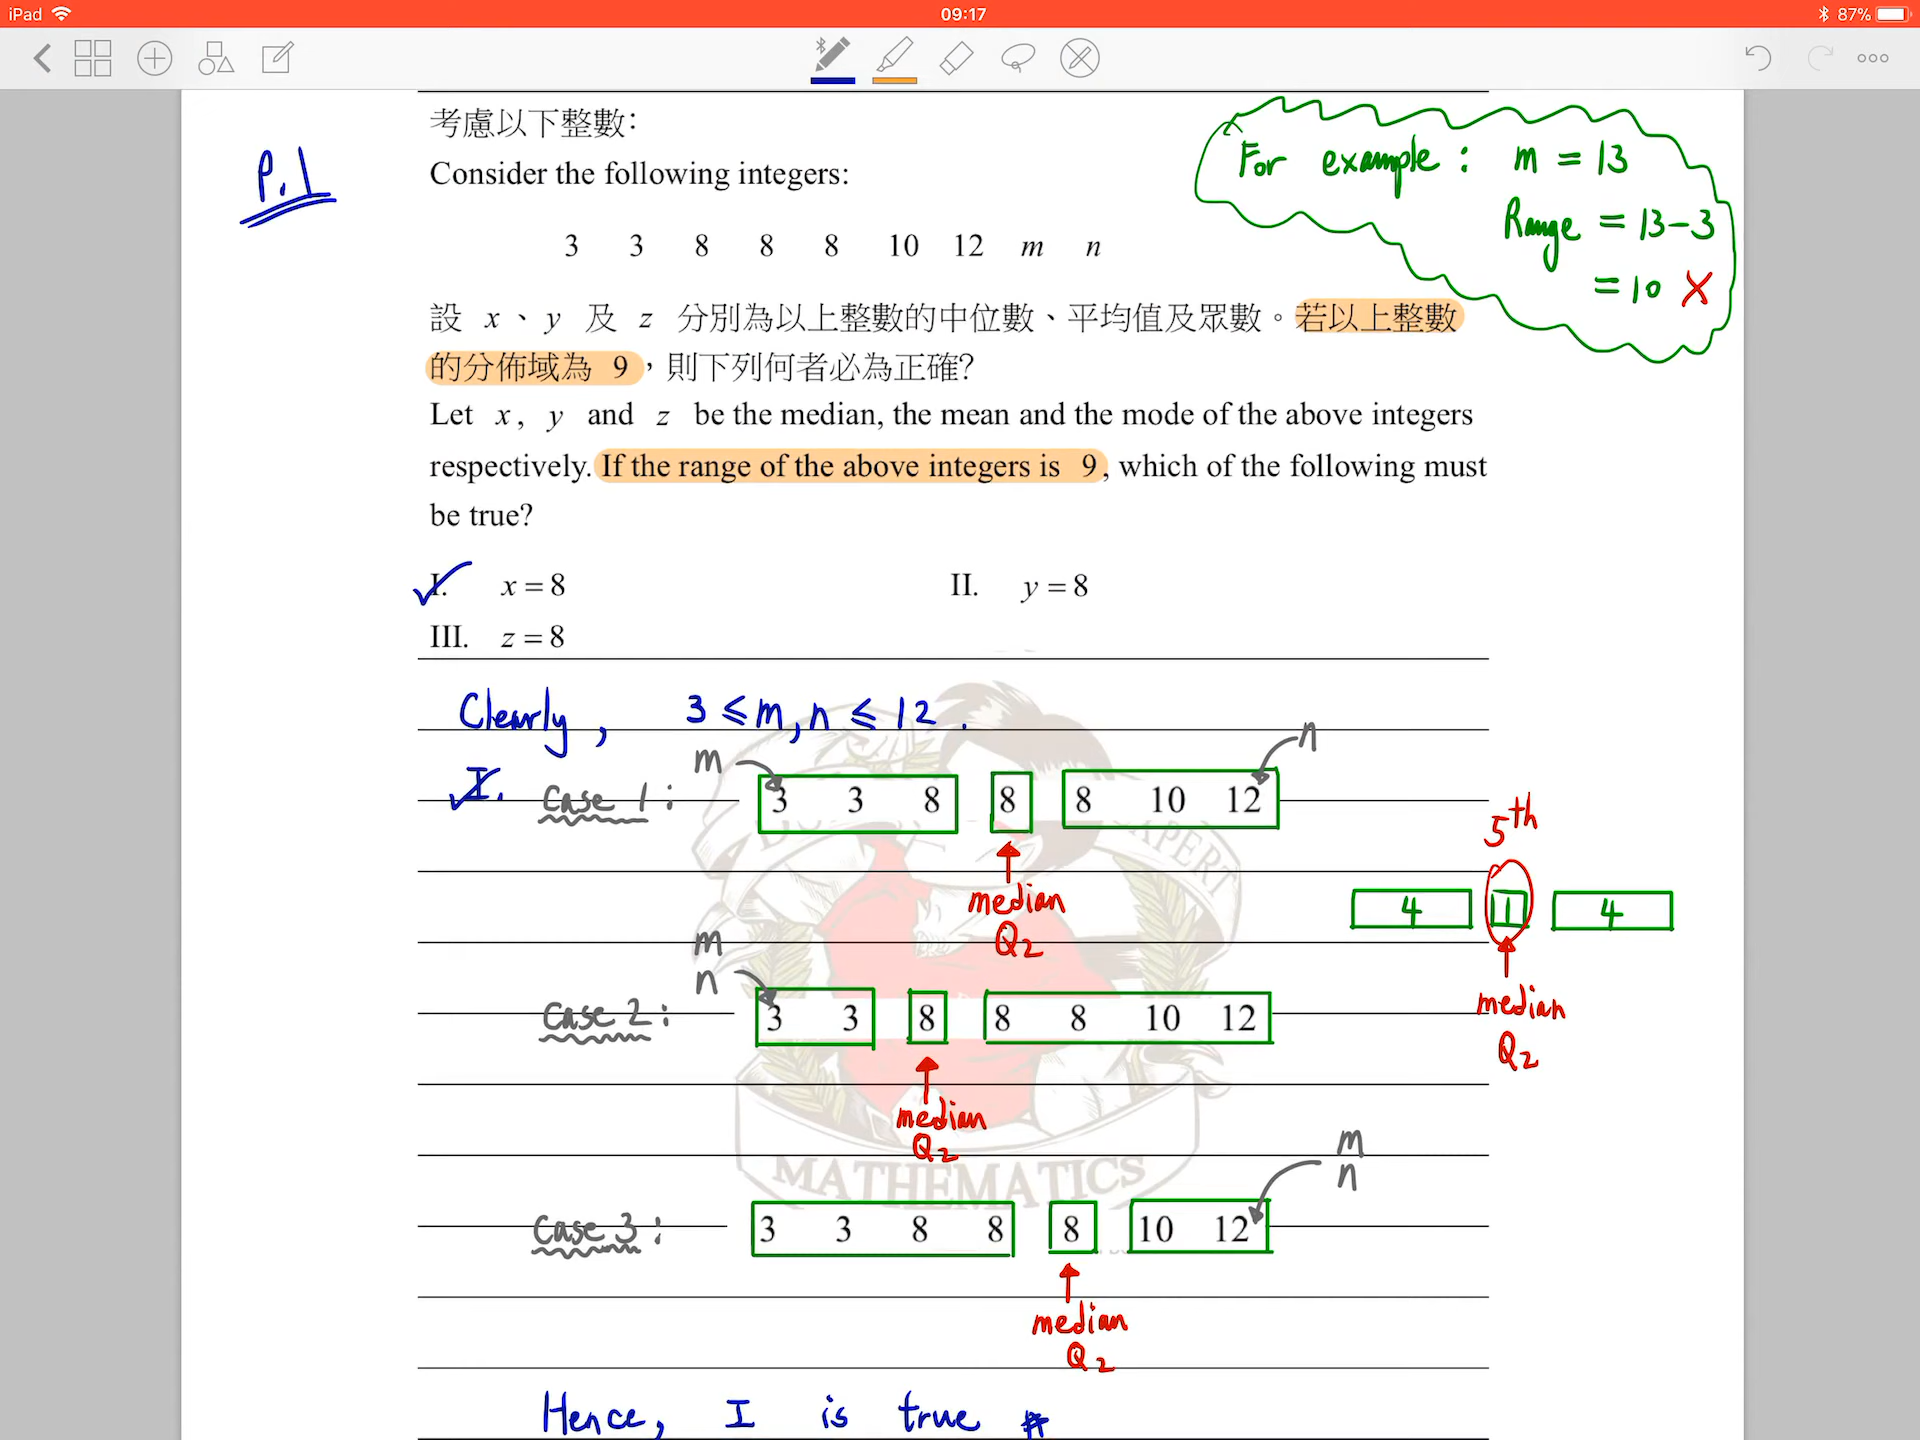 iPad 09:17 87%
P.1
考慮以下整數：
Consider the following integers:
3 3 8 8 8 10 12 m n
設 x、y 及 z 分別為以上整數的中位數、平均值及眾數。若以上整數
的分佈域為 9，則下列何者必為正確？
Let x, y and z be the median, the mean and the mode of the above integers
respectively. If the range of the above integers is 9, which of the following must
be true?
I. x = 8 II. y = 8
III. z = 8
For example : m = 13
Range = 13-3
= 10 X
Clearly, 3 ≤ m, n ≤ 12.
I. Case 1: m 3 3 8 8 8 10 12 n
median
Q2
5th
4 1 4
median
Q2
m
n
Case 2: 3 3 8 8 8 10 12
median
Q2
m
n
Case 3: 3 3 8 8 8 10 12
median
Q2
Hence, I is true #
EXPERT
MATHEMATICS